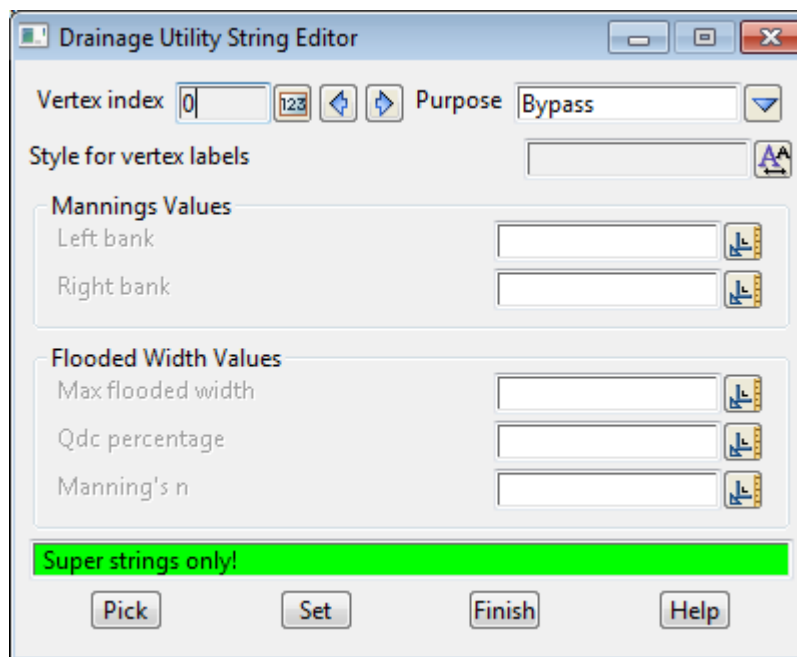 Drainage Utility String Editor
Vertex index 0 123 Purpose Bypass
Style for vertex labels
Mannings Values
Left bank
Right bank
Flooded Width Values
Max flooded width
Qdc percentage
Manning's n
Super strings only!
Pick Set Finish Help